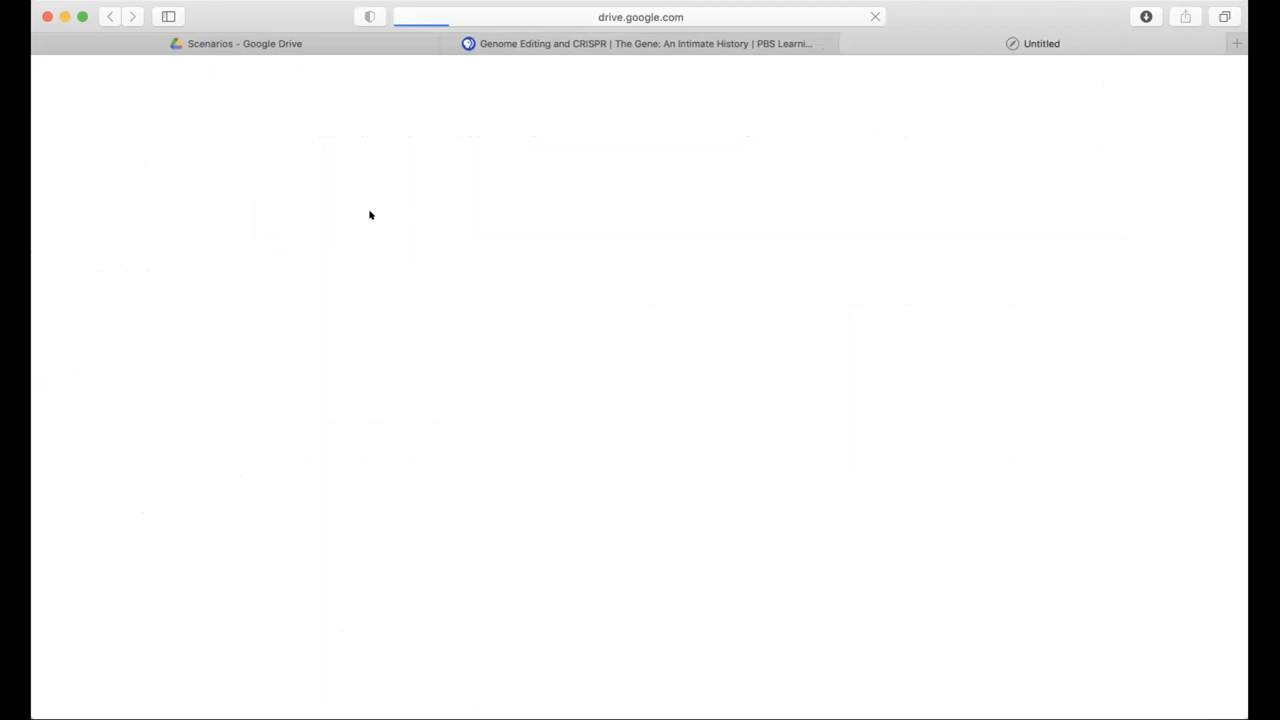 drive.google.com
Scenarios - Google Drive
Genome Editing and CRISPR | The Gene: An Intimate History | PBS Learni...
Untitled